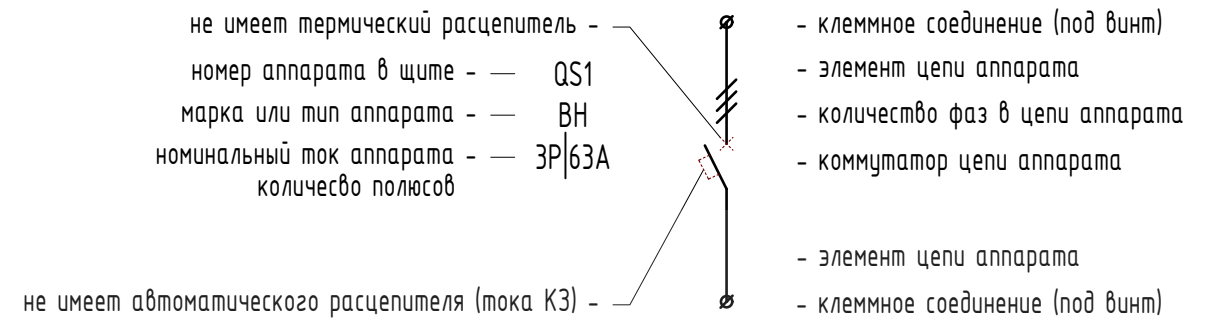 не имеет термический расцепитель -
номер аппарата в щите -
QS1
марка или тип аппарата -
ВН
номинальный ток аппарата -
3P|63A
количесво полюсов
не имеет автоматического расцепителя (тока КЗ) -
- клеммное соединение (под винт)
- элемент цепи аппарата
- количество фаз в цепи аппарата
- коммутатор цепи аппарата
- элемент цепи аппарата
- клеммное соединение (под винт)